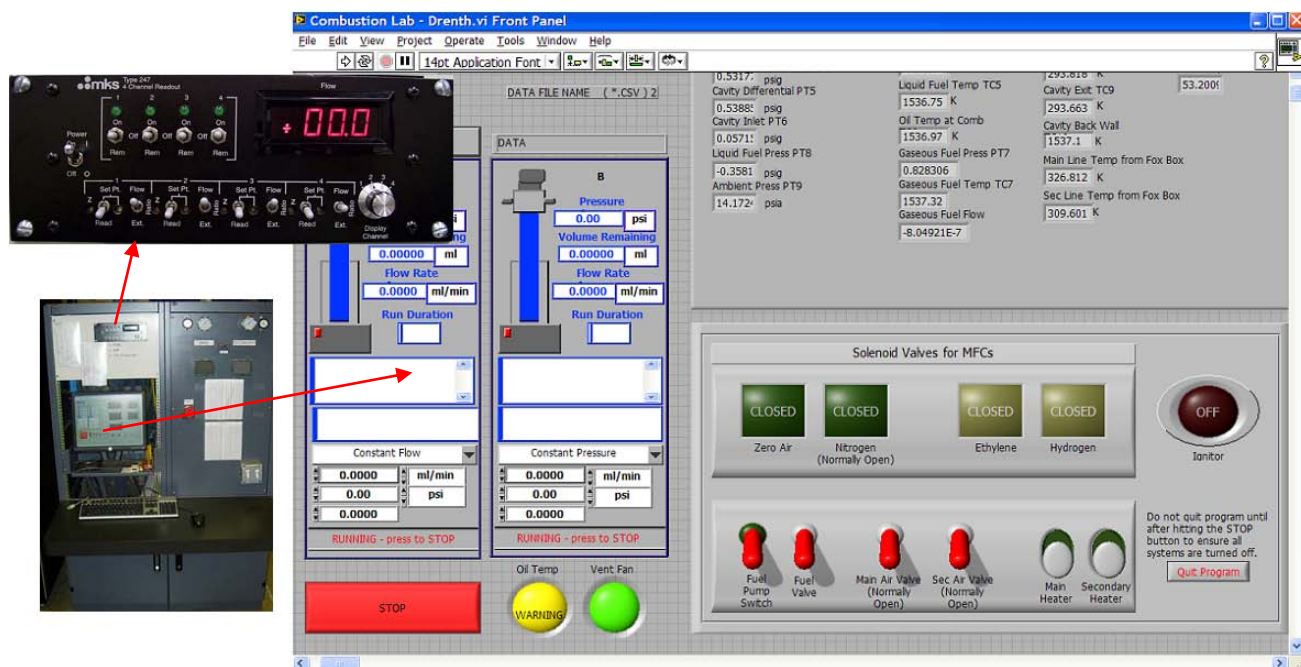 Combustion Lab - Drenth.vi Front Panel
File Edit View Project Operate Tools Window Help
14pt Application Font
mks Type 247
4 Channel Readout
Flow
1 2 3 4
On On On On
Power
Off Off Off Off
Rem Rem Rem Rem
00.0
Off
1 2 3 4
Set Pt. Flow Set Pt. Flow Set Pt. Flow Set Pt. Flow
Z Ratio Z Ratio Z Ratio Z Ratio
Read Ext. Read Ext. Read Ext. Read Ext.
1 2 3 4
Display
Channel
DATA FILE NAME ( *.CSV ) 2
DATA
B
Pressure
0.00 psi
Volume Remaining
0.00000 ml
0.00000 ml
Flow Rate
Flow Rate
0.0000 ml/min
0.0000 ml/min
Run Duration
Run Duration
Constant Flow
Constant Pressure
0.0000 ml/min
0.00 psi
0.0000
0.0000 ml/min
0.00 psi
0.0000
RUNNING - press to STOP
RUNNING - press to STOP
STOP
Oil Temp
WARNING
Vent Fan
psig
Cavity Differential PT5
psig
Cavity Inlet PT6
psig
Liquid Fuel Press PT8
-0.3581 psig
Ambient Press PT9
psia
Liquid Fuel Temp TC5
1536.75 K
Oil Temp at Comb
1536.97 K
Gaseous Fuel Press PT7
0.828306
Gaseous Fuel Temp TC7
1537.32
Gaseous Fuel Flow
-8.04921E-7
293.818 K
Cavity Exit TC9
293.663 K
Cavity Back Wall
1537.1 K
Main Line Temp from Fox Box
326.812 K
Sec Line Temp from Fox Box
309.601 K
Solenoid Valves for MFCs
CLOSED CLOSED CLOSED CLOSED
Zero Air
Nitrogen
(Normally Open)
Ethylene
Hydrogen
OFF
Ignitor
Fuel
Pump
Switch
Fuel
Valve
Main Air Valve
(Normally
Open)
Sec Air Valve
(Normally
Open)
Main
Heater
Secondary
Heater
Do not quit program until
after hitting the STOP
button to ensure all
systems are turned off.
Quit Program